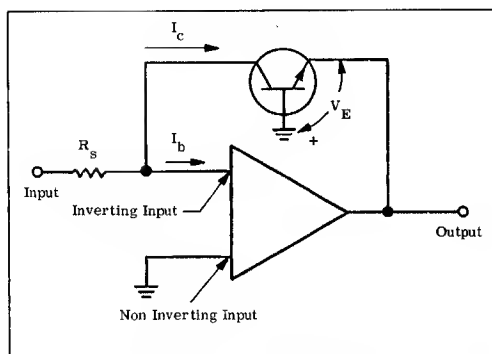 I_c
V_E
+
R_s
I_b
Input
Inverting Input
Output
Non Inverting Input